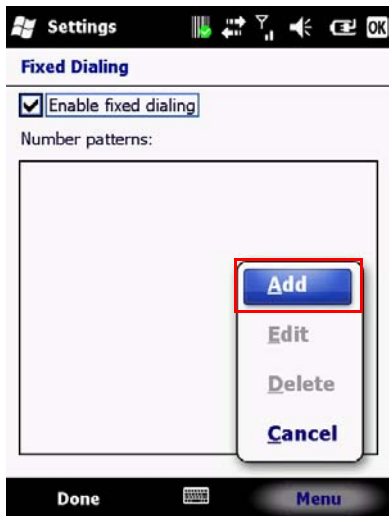 Settings OK
Fixed Dialing
Enable fixed dialing
Number patterns:
Add
Edit
Delete
Cancel
Done Menu